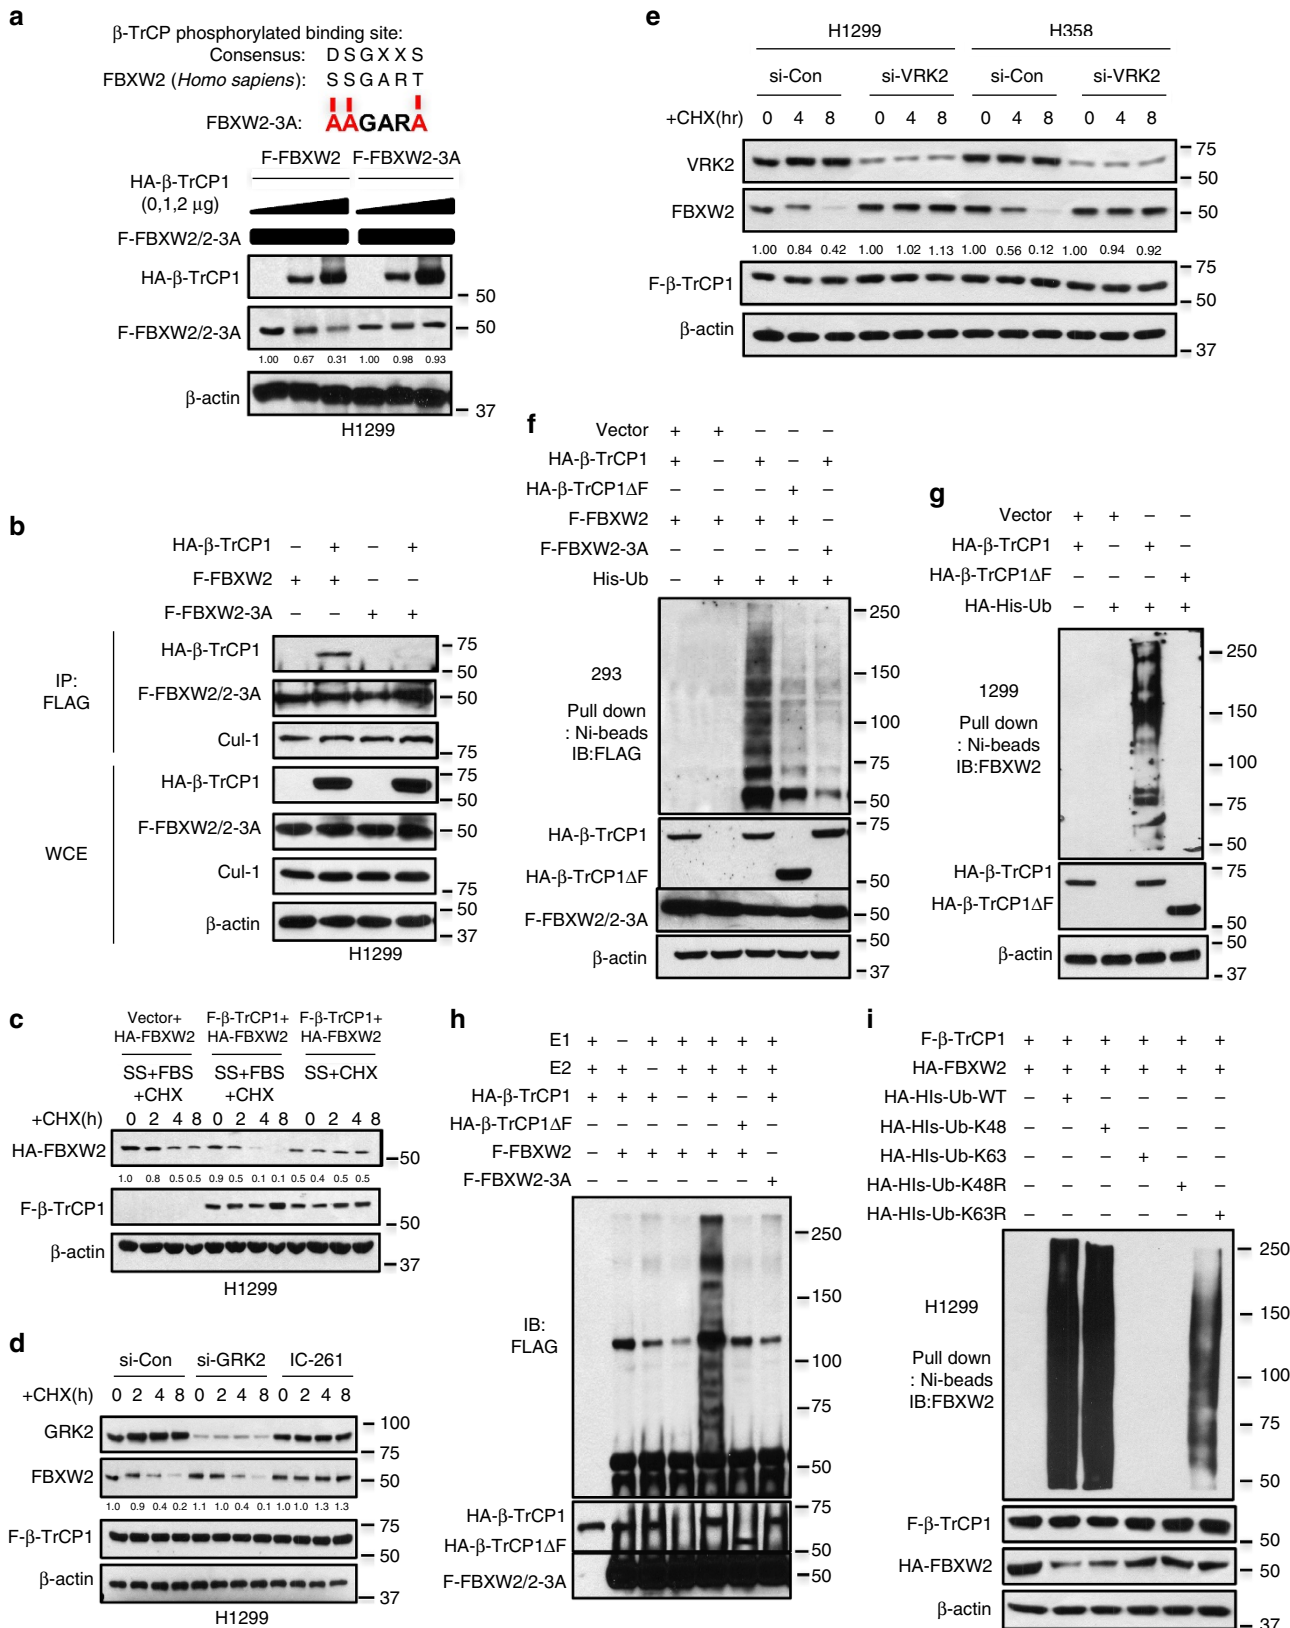 a
β-TrCP phosphorylated binding site:
Consensus: D S G X X S
FBXW2 (Homo sapiens): S S G A R T
FBXW2-3A: AAGARA
F-FBXW2 F-FBXW2-3A
HA-β-TrCP1
(0,1,2 μg)
F-FBXW2/2-3A
HA-β-TrCP1
50
F-FBXW2/2-3A
50
1.00 0.67 0.31 1.00 0.98 0.93
β-actin
37
H1299
b
HA-β-TrCP1 – + – +
F-FBXW2 + + – –
F-FBXW2-3A – – + +
IP:
FLAG
HA-β-TrCP1
75
50
F-FBXW2/2-3A
50
Cul-1
75
WCE
HA-β-TrCP1
75
50
F-FBXW2/2-3A
50
Cul-1
75
β-actin
50
37
H1299
c
Vector+ F-β-TrCP1+ F-β-TrCP1+
HA-FBXW2 HA-FBXW2 HA-FBXW2
SS+FBS SS+FBS SS+CHX
+CHX +CHX
+CHX(h) 0 2 4 8 0 2 4 8 0 2 4 8
HA-FBXW2
50
1.0 0.8 0.5 0.5 0.9 0.5 0.1 0.1 0.5 0.4 0.5 0.5
F-β-TrCP1
50
β-actin
37
H1299
d
si-Con si-GRK2 IC-261
+CHX(h) 0 2 4 8 0 2 4 8 0 2 4 8
GRK2
100
75
FBXW2
50
1.0 0.9 0.4 0.2 1.1 1.0 0.4 0.1 1.0 1.0 1.3 1.3
F-β-TrCP1
75
50
β-actin
37
H1299
e
H1299 H358
si-Con si-VRK2 si-Con si-VRK2
+CHX(hr) 0 4 8 0 4 8 0 4 8 0 4 8
VRK2
75
50
FBXW2
50
1.00 0.84 0.42 1.00 1.02 1.13 1.00 0.56 0.12 1.00 0.94 0.92
F-β-TrCP1
75
50
β-actin
37
f
Vector + + – – –
HA-β-TrCP1 + – + – +
HA-β-TrCP1ΔF – – – + –
F-FBXW2 + + + + –
F-FBXW2-3A – – – – +
His-Ub – + + + +
293
Pull down
: Ni-beads
IB:FLAG
250
150
100
75
50
HA-β-TrCP1
75
HA-β-TrCP1ΔF
50
F-FBXW2/2-3A
50
β-actin
50
37
g
Vector + + – –
HA-β-TrCP1 + – + –
HA-β-TrCP1ΔF – – – +
HA-His-Ub – + + +
1299
Pull down
: Ni-beads
IB:FBXW2
250
150
100
75
50
HA-β-TrCP1
75
HA-β-TrCP1ΔF
50
β-actin
50
37
h
E1 + – + + + + +
E2 + + – + + + +
HA-β-TrCP1 + + + – + – +
HA-β-TrCP1ΔF – – – – – + –
F-FBXW2 – + + + + + –
F-FBXW2-3A – – – – – – +
IB:
FLAG
250
150
100
75
50
HA-β-TrCP1
75
HA-β-TrCP1ΔF
50
F-FBXW2/2-3A
50
i
F-β-TrCP1 + + + + + +
HA-FBXW2 + + + + + +
HA-HIs-Ub-WT – + – – – –
HA-HIs-Ub-K48 – – + – – –
HA-HIs-Ub-K63 – – – + – –
HA-HIs-Ub-K48R – – – – + –
HA-HIs-Ub-K63R – – – – – +
H1299
Pull down
: Ni-beads
IB:FBXW2
250
150
100
75
50
F-β-TrCP1
50
HA-FBXW2
50
β-actin
37